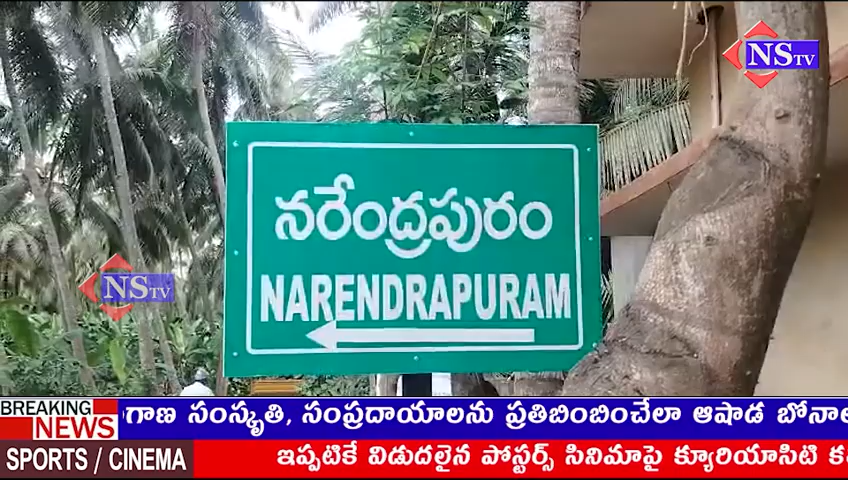 NSTV
నరేంద్రపురం
NARENDRAPURAM
NSTV
BREAKING NEWS
గాణ సంస్కృతి, సంప్రదాయాలను ప్రతిబింబించేలా ఆషాడ బోనాల
SPORTS / CINEMA
ఇప్పటికే విడుదలైన పోస్టర్స్ సినిమాపై క్యూరియాసిటి క